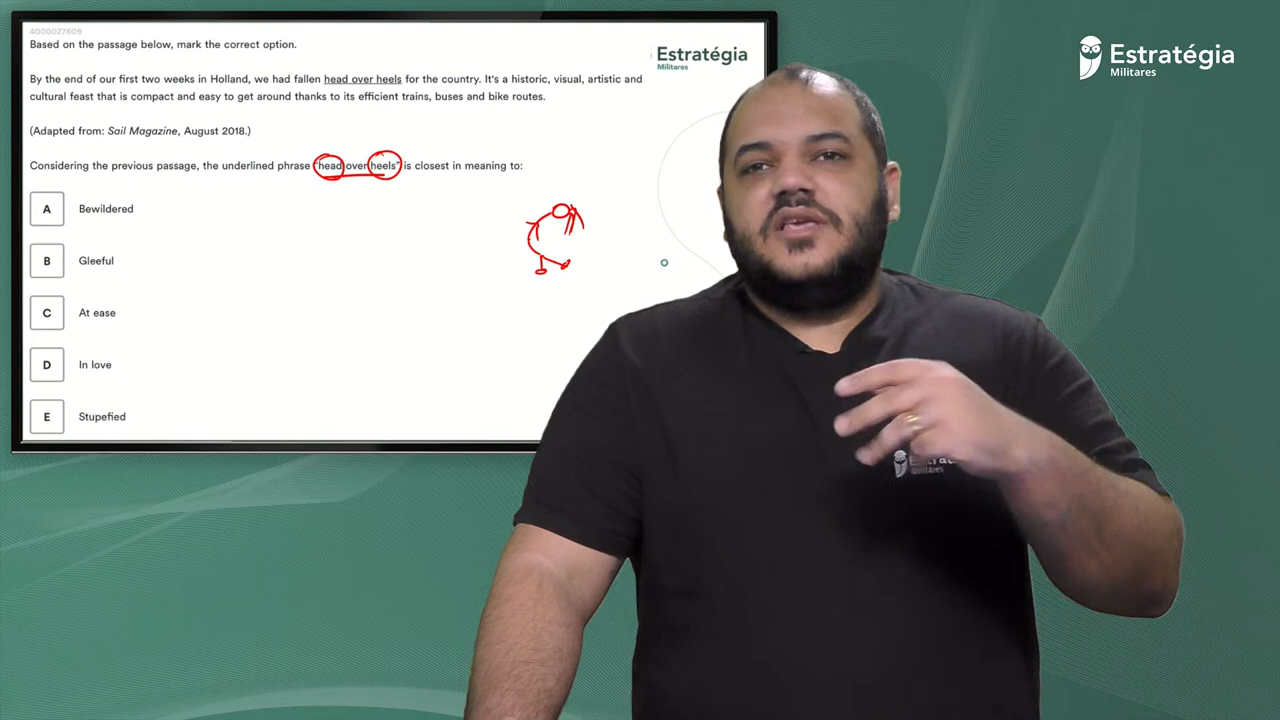 4000027609
Based on the passage below, mark the correct option.
Estratégia
Militares
By the end of our first two weeks in Holland, we had fallen head over heels for the country. It's a historic, visual, artistic and
cultural feast that is compact and easy to get around thanks to its efficient trains, buses and bike routes.
(Adapted from: Sail Magazine, August 2018.)
Considering the previous passage, the underlined phrase "head over heels" is closest in meaning to:
A Bewildered
B Gleeful
C At ease
D In love
E Stupefied
Estratégia
Militares
Militares